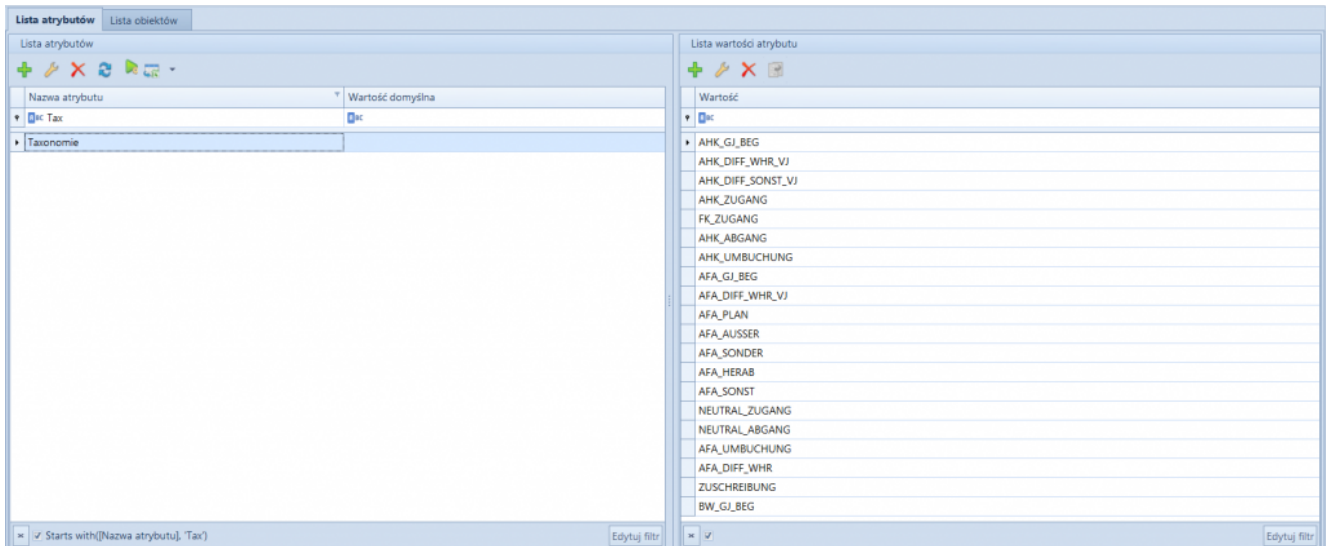 Lista atrybutów Lista obiektów
Lista atrybutów
Nazwa atrybutu Wartość domyślna
Tax
Taxonomie
Starts with([Nazwa atrybutu], 'Tax') Edytuj filtr
Lista wartości atrybutu
Wartość
AHK_GJ_BEG
AHK_DIFF_WHR_VJ
AHK_DIFF_SONST_VJ
AHK_ZUGANG
FK_ZUGANG
AHK_ABGANG
AHK_UMBUCHUNG
AFA_GJ_BEG
AFA_DIFF_WHR_VJ
AFA_PLAN
AFA_AUSSER
AFA_SONDER
AFA_HERAB
AFA_SONST
NEUTRAL_ZUGANG
NEUTRAL_ABGANG
AFA_UMBUCHUNG
AFA_DIFF_WHR
ZUSCHREIBUNG
BW_GJ_BEG
Edytuj filtr